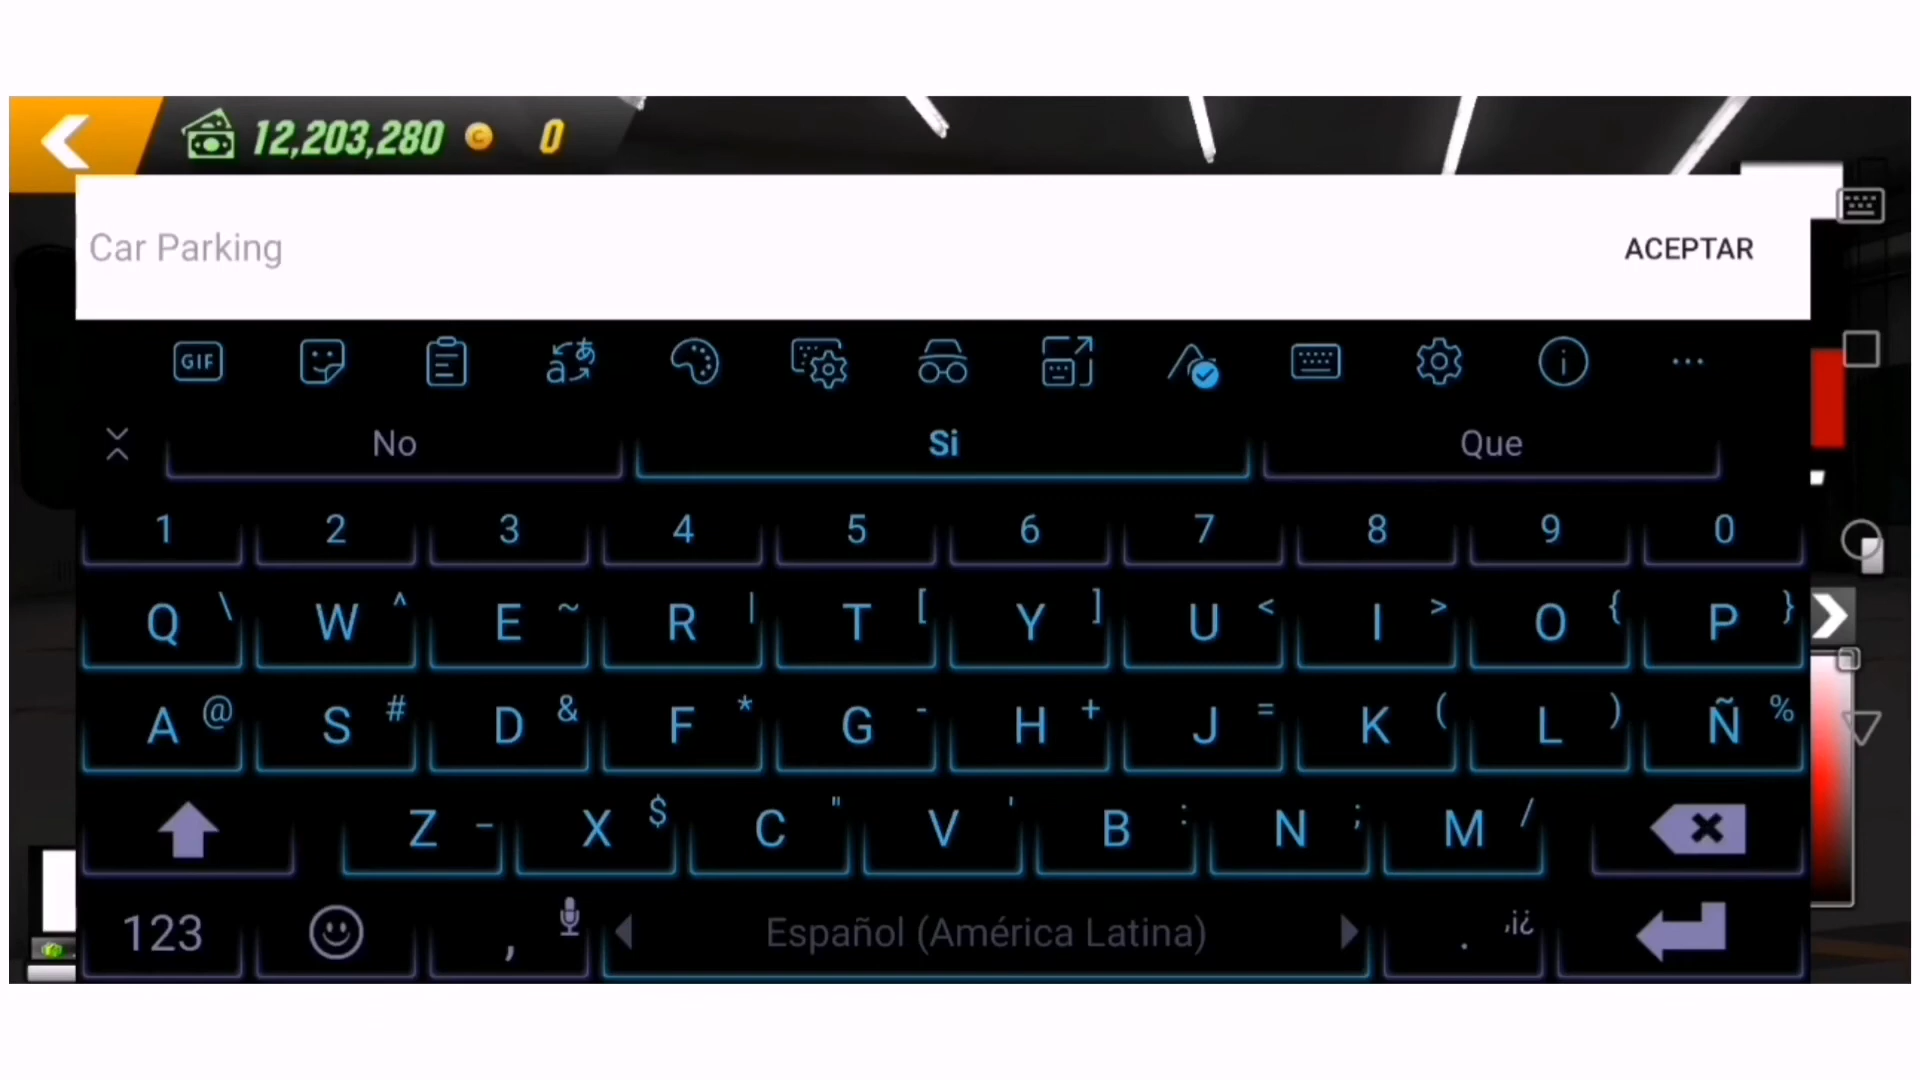 12,203,280 C 0
Car Parking ACEPTAR
GIF
No Si Que
1 2 3 4 5 6 7 8 9 0
Q \ W ^ E ~ R | T [ Y ] U < I > O { P }
A @ S # D & F * G - H + J = K ( L ) Ñ %
Z _ X $ C " V ' B : N ; M /
123 , Español (América Latina) . ,¡¿